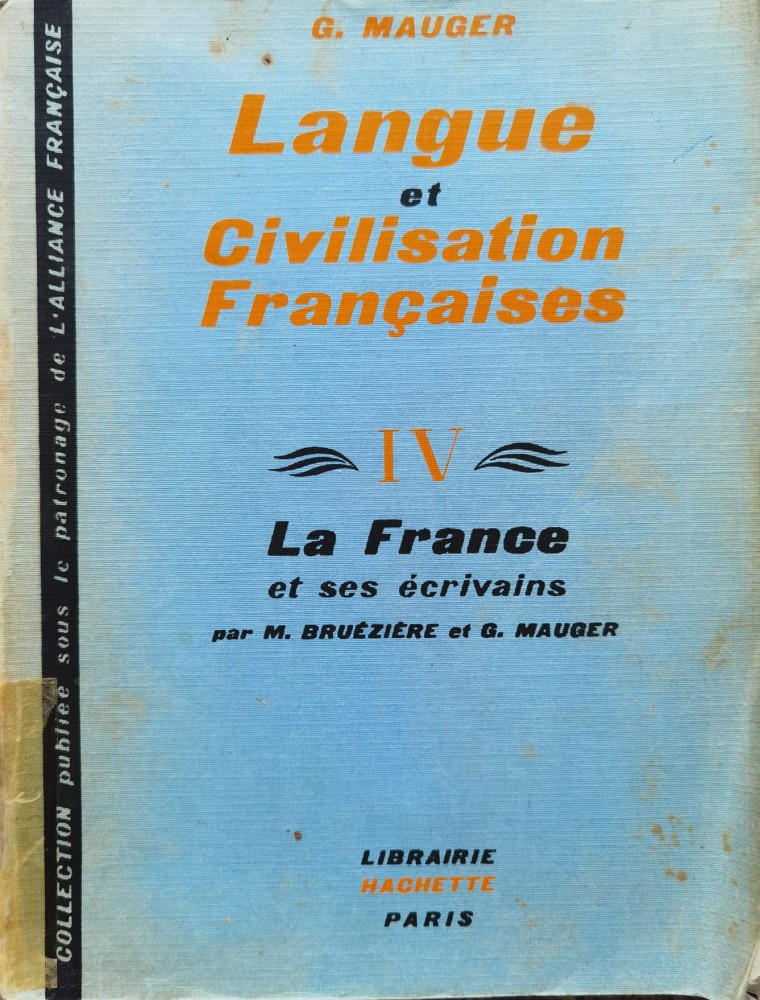 G. MAUGER
Langue
et
Civilisation
Françaises
IV
La France
et ses écrivains
par M. BRUÉZIÈRE et G. MAUGER
LIBRAIRIE
HACHETTE
PARIS
COLLECTION publiée sous le patronage de L'ALLIANCE FRANÇAISE